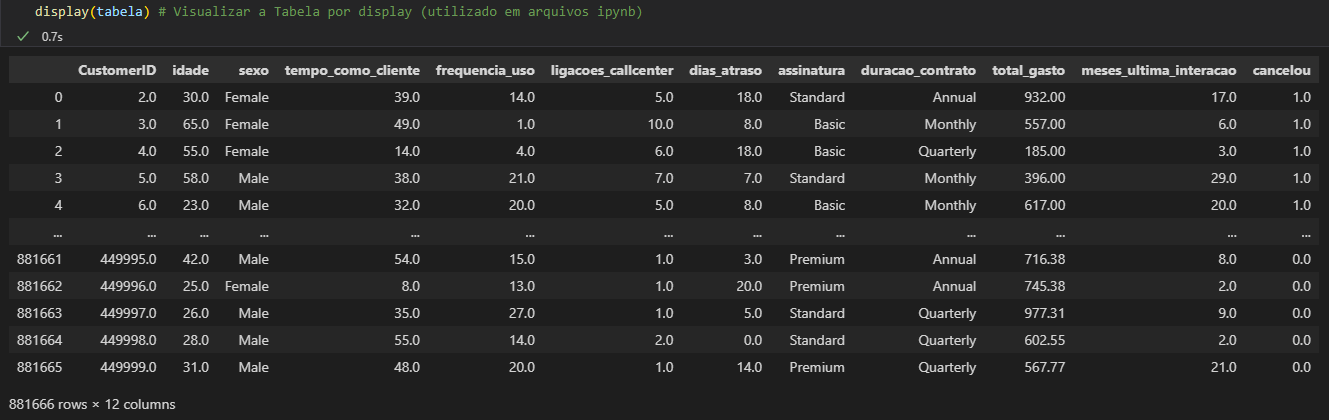 display(tabela) # Visualizar a Tabela por display (utilizado em arquivos ipynb)
0.7s
CustomerID idade sexo tempo_como_cliente frequencia_uso ligacoes_callcenter dias_atraso assinatura duracao_contrato total_gasto meses_ultima_interacao cancelou
0 2.0 30.0 Female 39.0 14.0 5.0 18.0 Standard Annual 932.00 17.0 1.0
1 3.0 65.0 Female 49.0 1.0 10.0 8.0 Basic Monthly 557.00 6.0 1.0
2 4.0 55.0 Female 14.0 4.0 6.0 18.0 Basic Quarterly 185.00 3.0 1.0
3 5.0 58.0 Male 38.0 21.0 7.0 7.0 Standard Monthly 396.00 29.0 1.0
4 6.0 23.0 Male 32.0 20.0 5.0 8.0 Basic Monthly 617.00 20.0 1.0
... ... ... ... ... ... ... ... ... ... ... ... ...
881661 449995.0 42.0 Male 54.0 15.0 1.0 3.0 Premium Annual 716.38 8.0 0.0
881662 449996.0 25.0 Female 8.0 13.0 1.0 20.0 Premium Annual 745.38 2.0 0.0
881663 449997.0 26.0 Male 35.0 27.0 1.0 5.0 Standard Quarterly 977.31 9.0 0.0
881664 449998.0 28.0 Male 55.0 14.0 2.0 0.0 Standard Quarterly 602.55 2.0 0.0
881665 449999.0 31.0 Male 48.0 20.0 1.0 14.0 Premium Quarterly 567.77 21.0 0.0
881666 rows × 12 columns